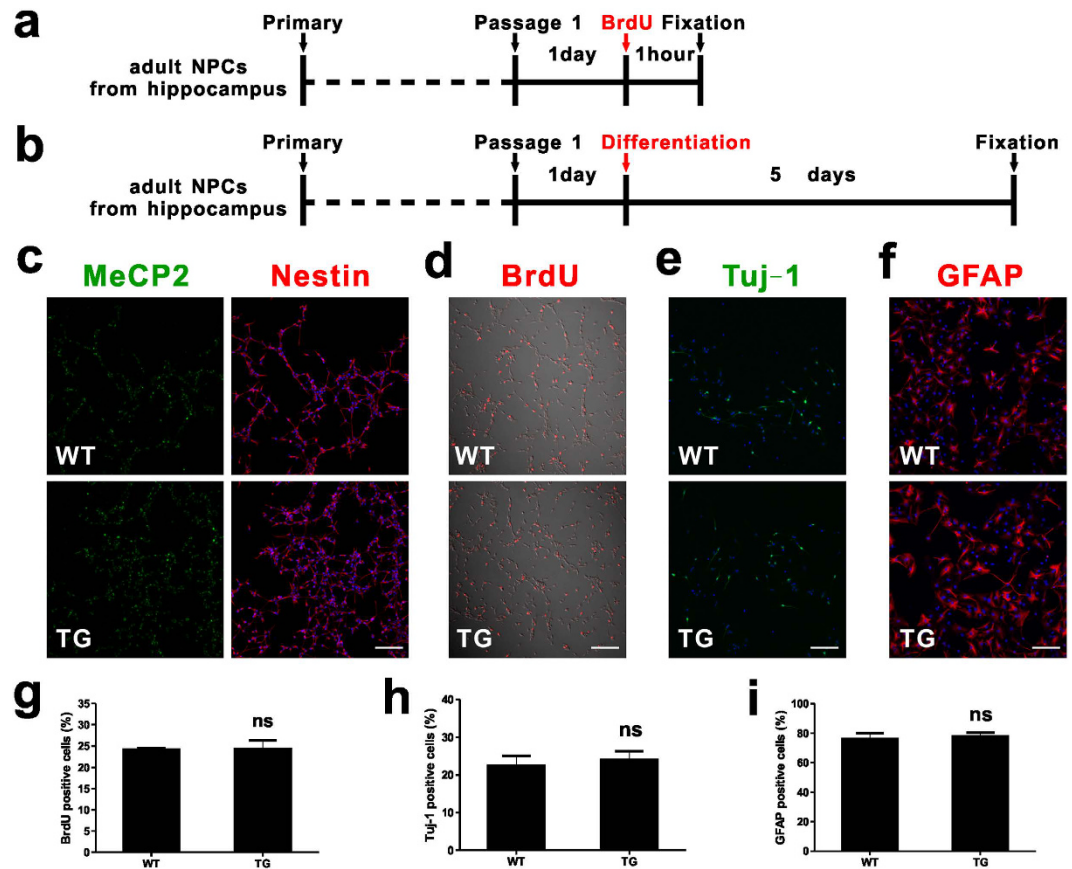 a
Primary Passage 1 BrdU Fixation
1day 1hour
adult NPCs
from hippocampus
b
Primary Passage 1 Differentiation Fixation
1day 5 days
adult NPCs
from hippocampus
c d e f
MeCP2 Nestin BrdU Tuj-1 GFAP
WT WT WT WT
TG TG TG TG
g
BrdU positive cells (%)
35
30
25
20
15
10
5
0
ns
WT TG
h
Tuj-1 positive cells (%)
40
30
20
10
0
ns
WT TG
i
GFAP positive cells (%)
100
80
60
40
20
0
ns
WT TG